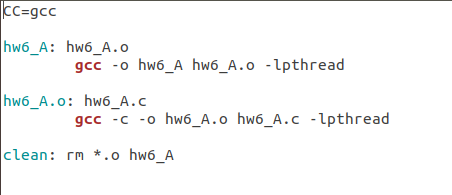 CC=gcc
hw6_A: hw6_A.o
gcc -o hw6_A hw6_A.o -lpthread
hw6_A.o: hw6_A.c
gcc -c -o hw6_A.o hw6_A.c -lpthread
clean: rm *.o hw6_A